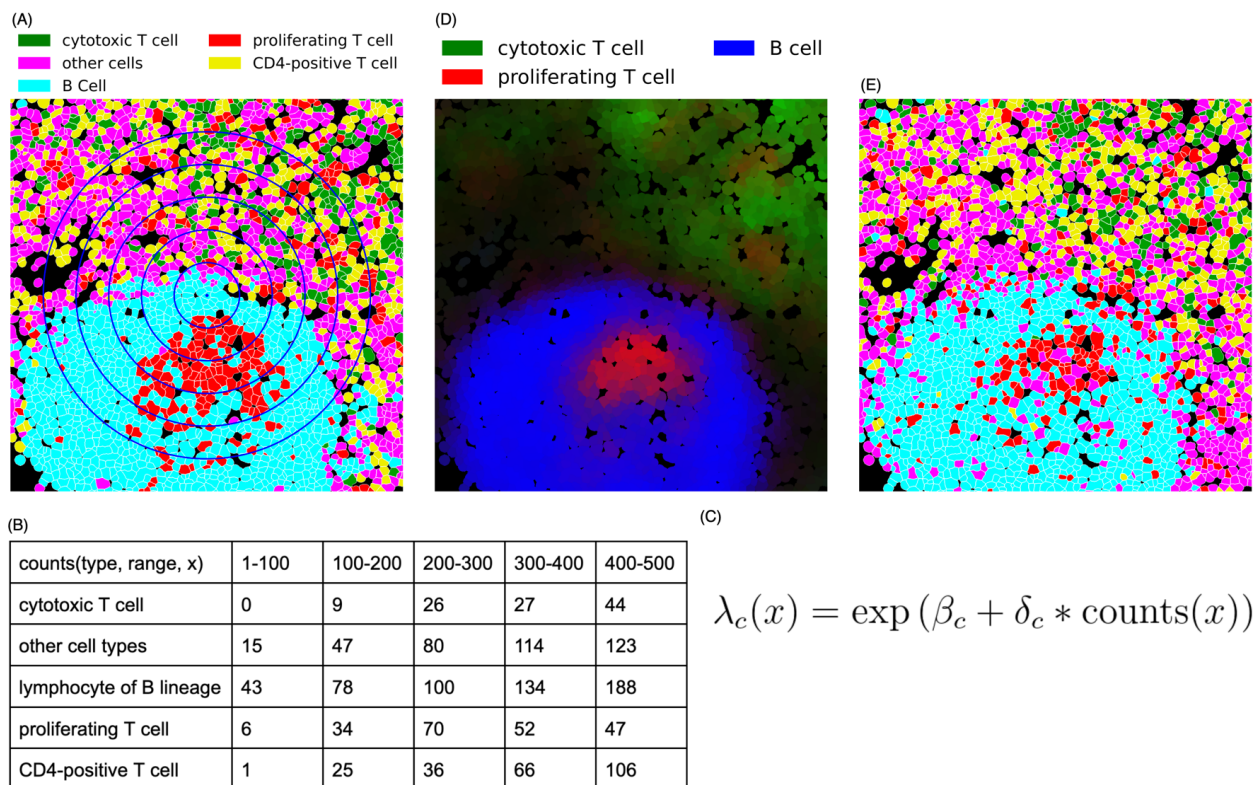 (A)
cytotoxic T cell
proliferating T cell
other cells
CD4-positive T cell
B Cell
(D)
cytotoxic T cell
B cell
proliferating T cell
(E)
(B)
counts(type, range, x) 1-100 100-200 200-300 300-400 400-500
cytotoxic T cell 0 9 26 27 44
other cell types 15 47 80 114 123
lymphocyte of B lineage 43 78 100 134 188
proliferating T cell 6 34 70 52 47
CD4-positive T cell 1 25 36 66 106
(C)
λ_c(x) = exp (β_c + δ_c * counts(x))